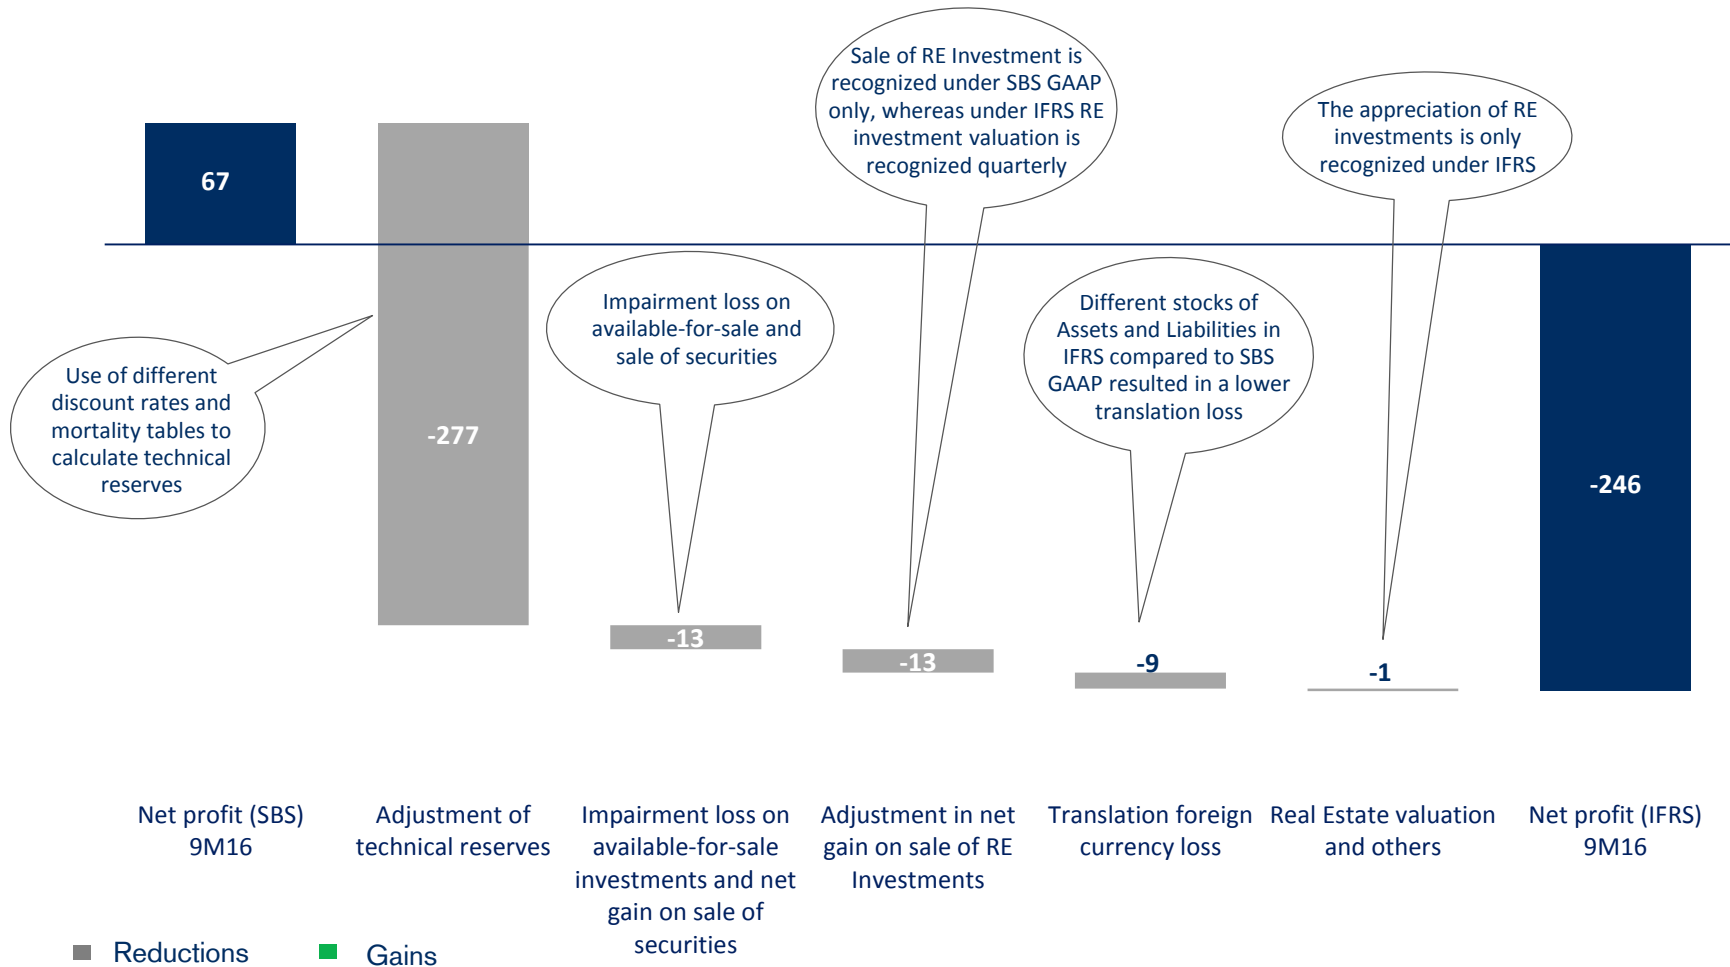 Sale of RE Investment is
recognized under SBS GAAP
only, whereas under IFRS RE
investment valuation is
recognized quarterly
The appreciation of RE
investments is only
recognized under IFRS
67
Impairment loss on
available-for-sale and
sale of securities
Different stocks of
Assets and Liabilities in
IFRS compared to SBS
GAAP resulted in a lower
translation loss
Use of different
discount rates and
mortality tables to
calculate technical
reserves
-277
-246
-13
-13
-9
-1
Net profit (SBS)
9M16
Adjustment of
technical reserves
Impairment loss on
available-for-sale
investments and net
gain on sale of
securities
Adjustment in net
gain on sale of RE
Investments
Translation foreign
currency loss
Real Estate valuation
and others
Net profit (IFRS)
9M16
Reductions
Gains